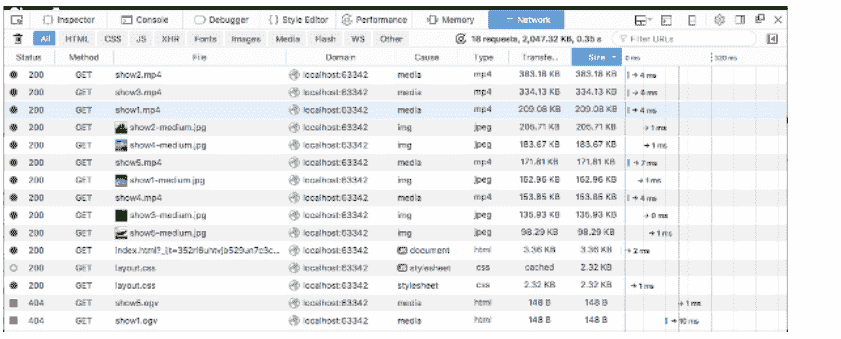 Inspector Console Debugger {} Style Editor Performance Memory Network
All HTML CSS JS XHR Fonts Images Media Flash WS Other 18 requests, 2,047.32 KB, 0.35 s Filter URLs
Status Method File Domain Cause Type Transfe... Size 0 ms 320 ms
200 GET show2.mp4 localhost:63342 media mp4 383.18 KB 383.18 KB → 4 ms
200 GET show3.mp4 localhost:63342 media mp4 334.13 KB 334.13 KB
200 GET show1.mp4 localhost:63342 media mp4 209.08 KB 209.08 KB → 4 ms
200 GET show2-medium.jpg localhost:63342 img jpeg 205.71 KB 205.71 KB → 1 ms
200 GET show4-medium.jpg localhost:63342 img jpeg 183.67 KB 183.67 KB → 1 ms
200 GET show5.mp4 localhost:63342 media mp4 171.81 KB 171.81 KB → 7 ms
200 GET show1-medium.jpg localhost:63342 img jpeg 162.96 KB 162.96 KB → 1 ms
200 GET show4.mp4 localhost:63342 media mp4 153.85 KB 153.85 KB → 4 ms
200 GET show3-medium.jpg localhost:63342 img jpeg 135.93 KB 135.93 KB → 0 ms
200 GET localhost:63342 img jpeg 98.29 KB 98.29 KB → 1 ms
200 GET localhost:63342 document html 3.36 KB 3.36 KB → 2 ms
200 GET layout.css localhost:63342 stylesheet css cached 2.32 KB
200 GET layout.css localhost:63342 stylesheet css 2.32 KB 2.32 KB → 1 ms
404 GET show5.ogv localhost:63342 media html 148 B 148 B → 1 ms
404 GET show1.ogv localhost:63342 media html 148 B 148 B → 10 ms